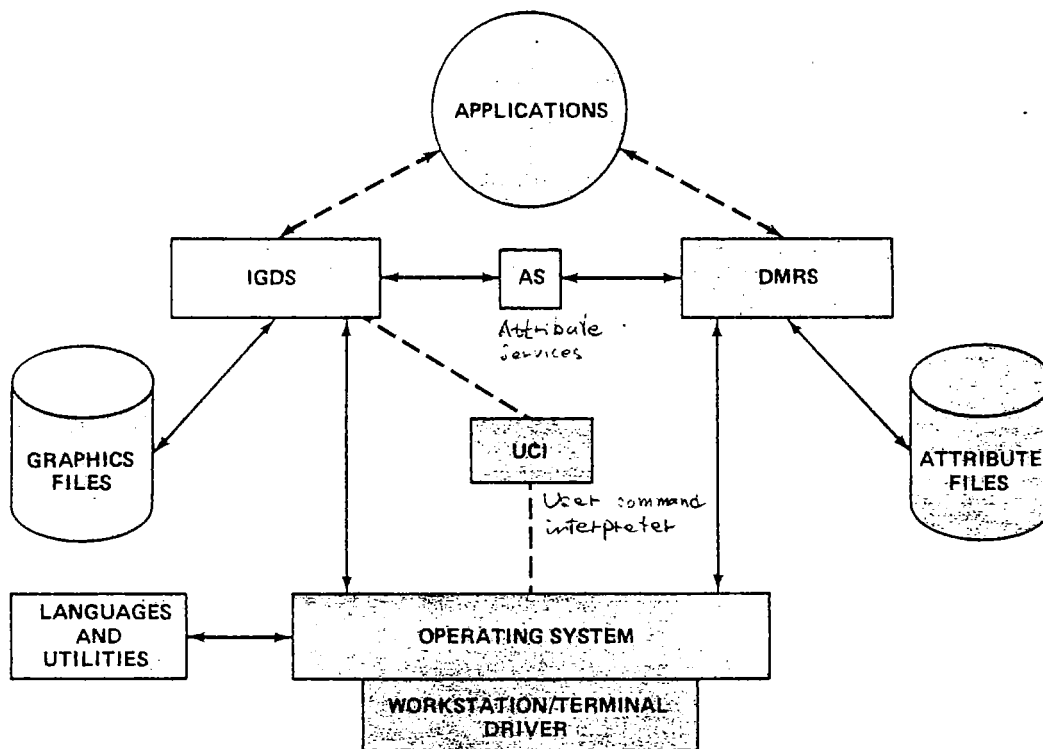 APPLICATIONS
IGDS
AS
DMRS
Attribute
Services
GRAPHICS
FILES
UCI
ATTRIBUTE
FILES
User command
interpreter
LANGUAGES
AND
UTILITIES
OPERATING SYSTEM
WORKSTATION/TERMINAL
DRIVER